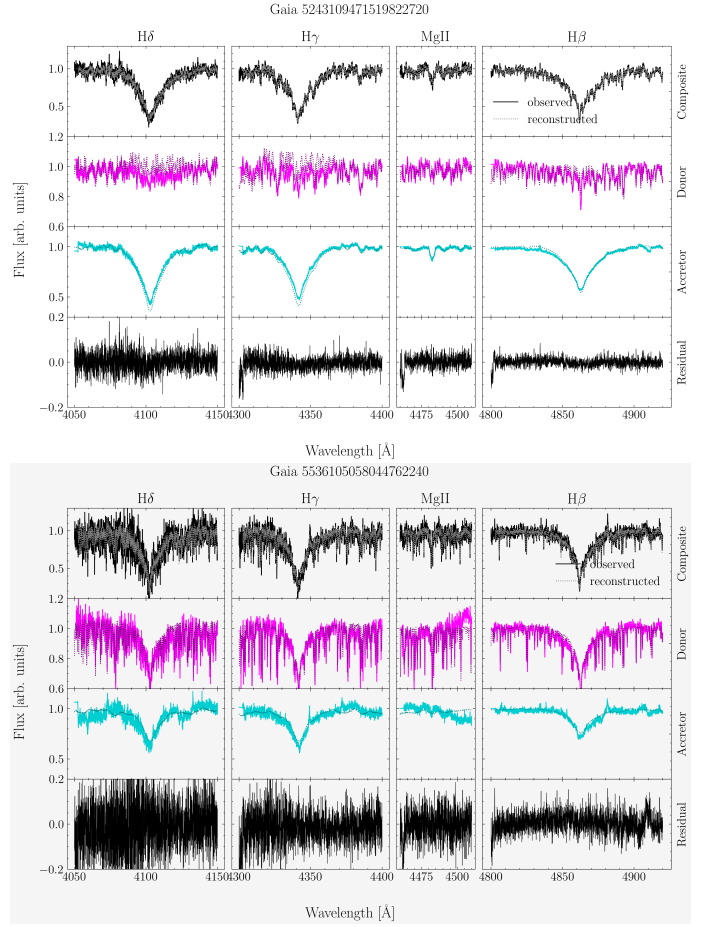 Gaia 5243109471519822720
Hδ Hγ MgII Hβ
1.0
0.5
observed
reconstructed
Composite
1.2
1.0
0.8
0.6
Donor
Flux [arb. units]
1.0
0.5
Accretor
0.2
0.0
−0.2
Residual
4050 4100 4150 4300 4350 4400 4475 4500 4800 4850 4900
Wavelength [Å]
Gaia 5536105058044762240
Hδ Hγ MgII Hβ
1.0
0.5
observed
reconstructed
Composite
1.2
1.0
0.8
0.6
Donor
Flux [arb. units]
1.0
0.5
Accretor
0.2
0.0
−0.2
Residual
4050 4100 4150 4300 4350 4400 4475 4500 4800 4850 4900
Wavelength [Å]